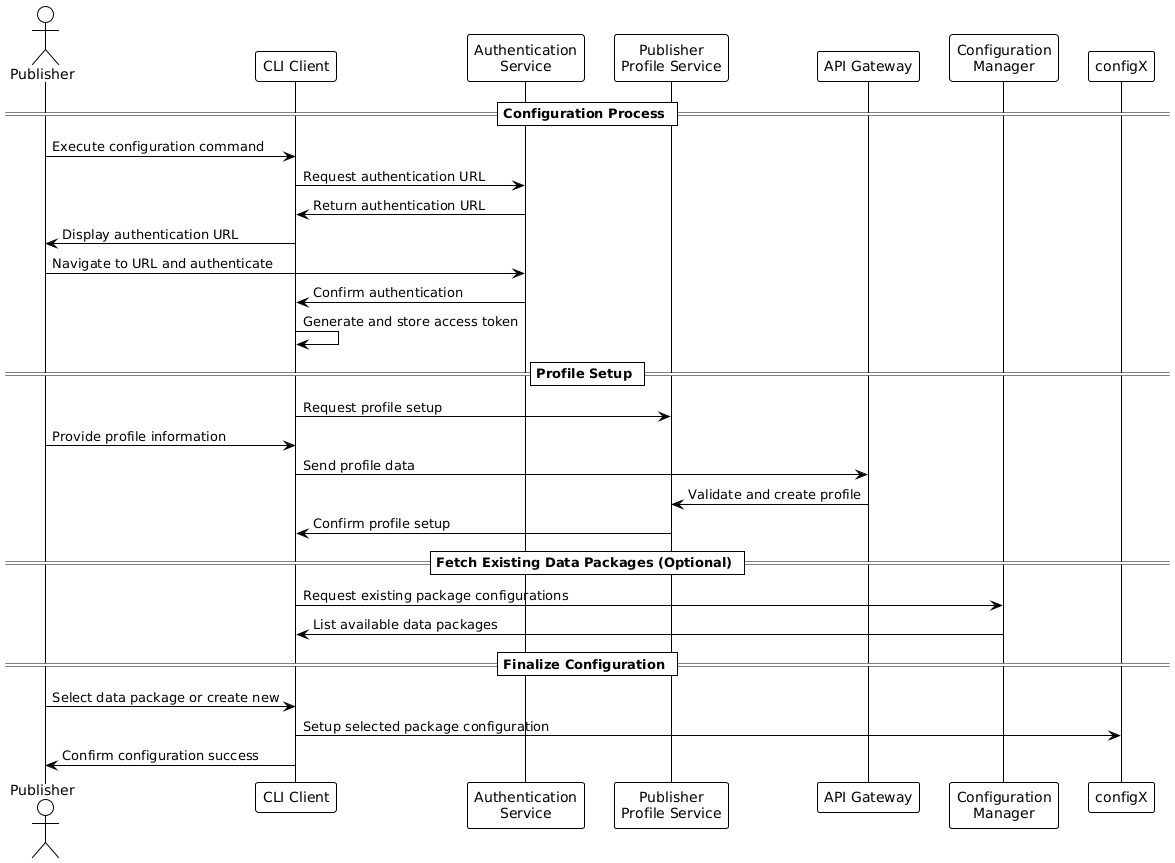 Publisher
CLI Client
Authentication
Service
Publisher
Profile Service
API Gateway
Configuration
Manager
configX
Configuration Process
Execute configuration command
Request authentication URL
Return authentication URL
Display authentication URL
Navigate to URL and authenticate
Confirm authentication
Generate and store access token
Profile Setup
Request profile setup
Provide profile information
Send profile data
Validate and create profile
Confirm profile setup
Fetch Existing Data Packages (Optional)
Request existing package configurations
List available data packages
Finalize Configuration
Select data package or create new
Setup selected package configuration
Confirm configuration success
Publisher
CLI Client
Authentication
Service
Publisher
Profile Service
API Gateway
Configuration
Manager
configX